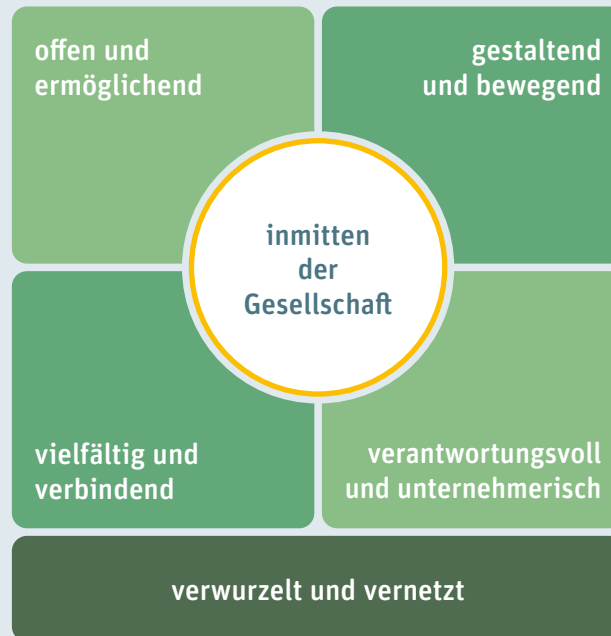 offen und
ermöglichend
gestaltend
und bewegend
inmitten
der
Gesellschaft
vielfältig und
verbindend
verantwortungsvoll
und unternehmerisch
verwurzelt und vernetzt